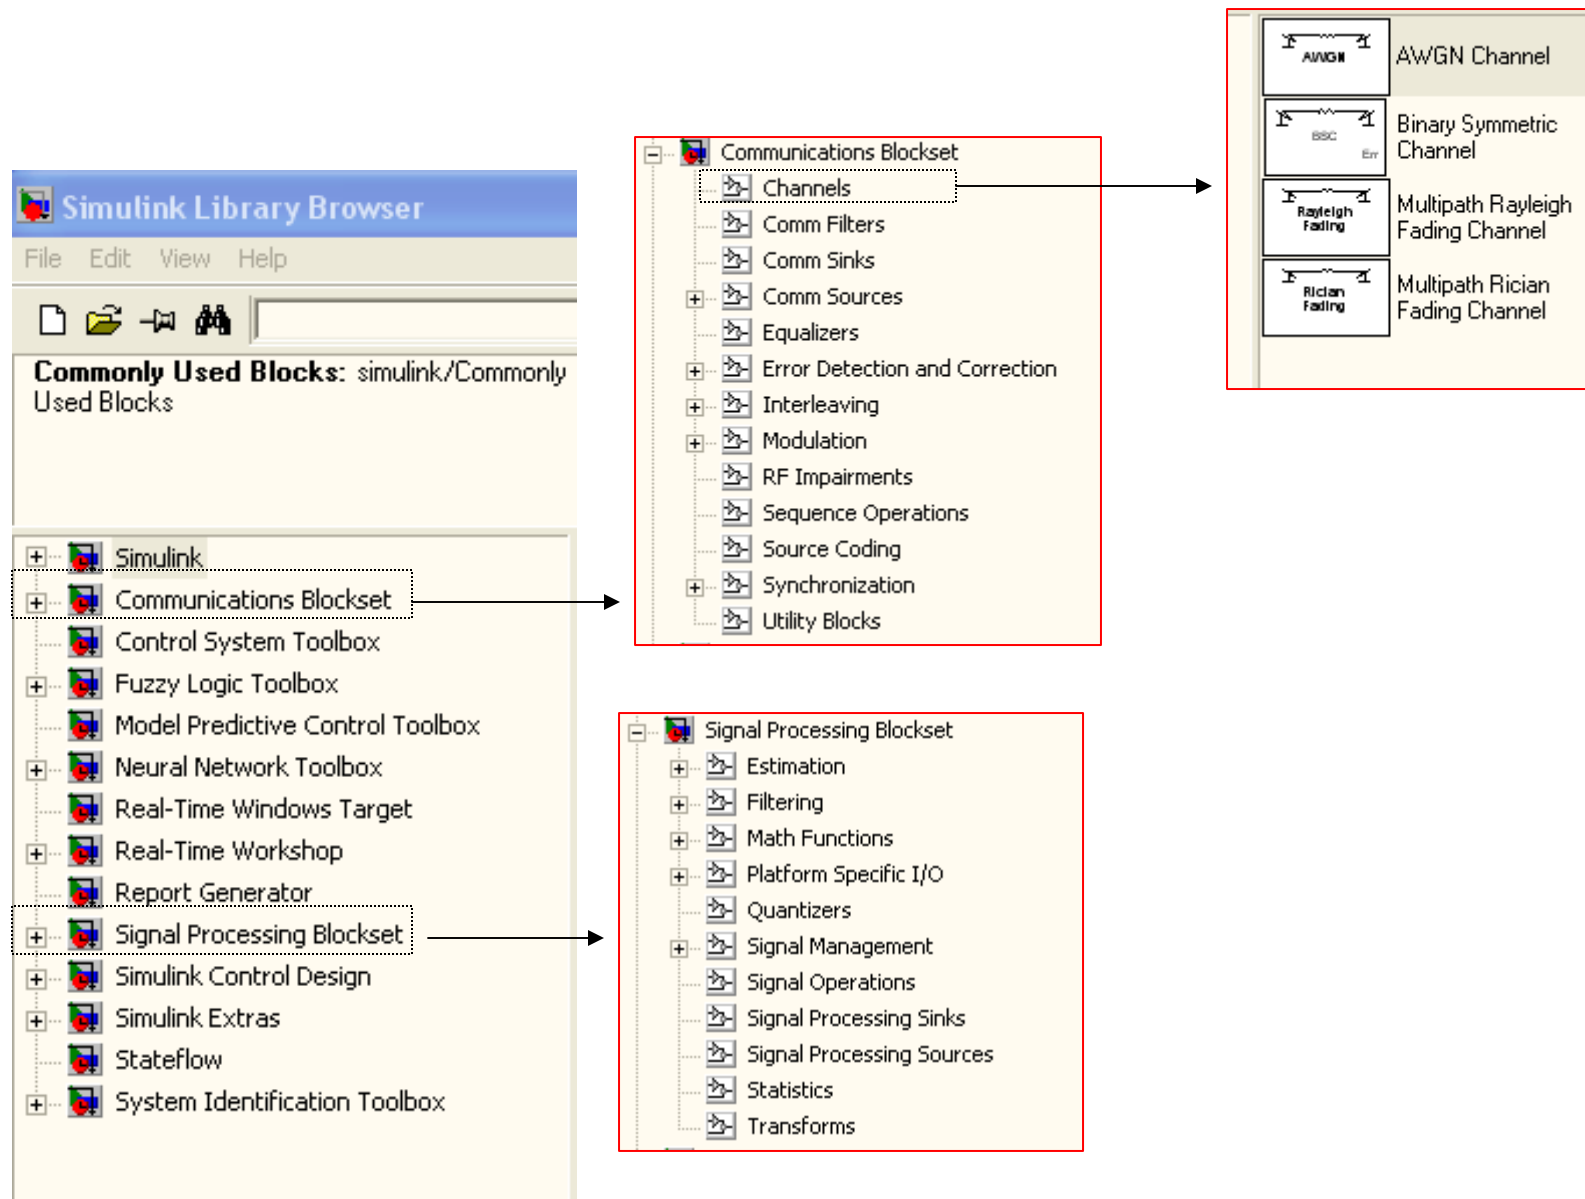 Simulink Library Browser
File Edit View Help
Commonly Used Blocks: simulink/Commonly
Used Blocks
Simulink
Communications Blockset
Control System Toolbox
Fuzzy Logic Toolbox
Model Predictive Control Toolbox
Neural Network Toolbox
Real-Time Windows Target
Real-Time Workshop
Report Generator
Signal Processing Blockset
Simulink Control Design
Simulink Extras
Stateflow
System Identification Toolbox
Communications Blockset
Channels
Comm Filters
Comm Sinks
Comm Sources
Equalizers
Error Detection and Correction
Interleaving
Modulation
RF Impairments
Sequence Operations
Source Coding
Synchronization
Utility Blocks
Signal Processing Blockset
Estimation
Filtering
Math Functions
Platform Specific I/O
Quantizers
Signal Management
Signal Operations
Signal Processing Sinks
Signal Processing Sources
Statistics
Transforms
AWGN
AWGN Channel
BSC
Err
Binary Symmetric
Channel
Rayleigh
Fading
Multipath Rayleigh
Fading Channel
Rician
Fading
Multipath Rician
Fading Channel